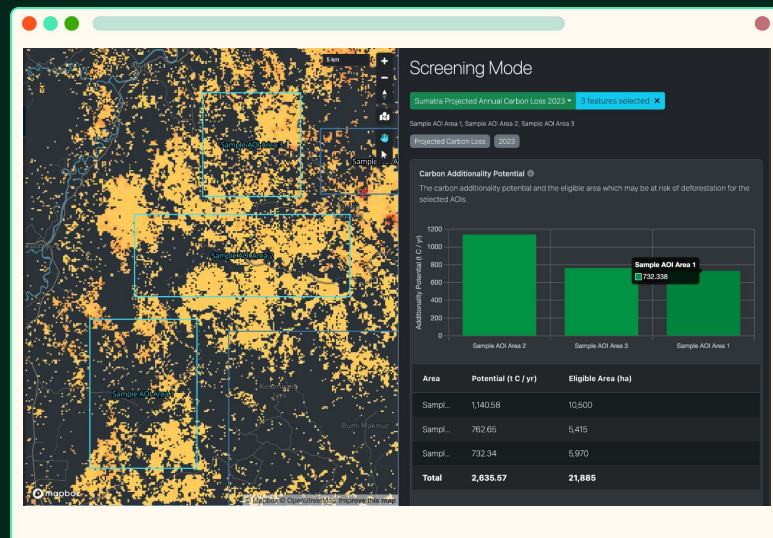 5 km
Sample AOI Area 3
Sample AOI A
Sample AOI Area 2
Sample AOI Area 1
Bumi Makmur
mapbox
© Mapbox © OpenStreetMap Improve this map
Screening Mode
Sumatra Projected Annual Carbon Loss 2023
3 features selected ×
Sample AOI Area 1, Sample AOI Area 2, Sample AOI Area 3
Projected Carbon Loss 2023
Carbon Additionality Potential
The carbon additionality potential and the eligible area which may be at risk of deforestation for the
selected AOIs.
Additionality Potential (t C / yr)
1200
1000
800
600
400
200
0
Sample AOI Area 1
732.338
Sample AOI Area 2 Sample AOI Area 3 Sample AOI Area 1
Area Potential (t C / yr) Eligible Area (ha)
Sampl... 1,140.58 10,500
Sampl... 762.65 5,415
Sampl... 732.34 5,970
Total 2,635.57 21,885